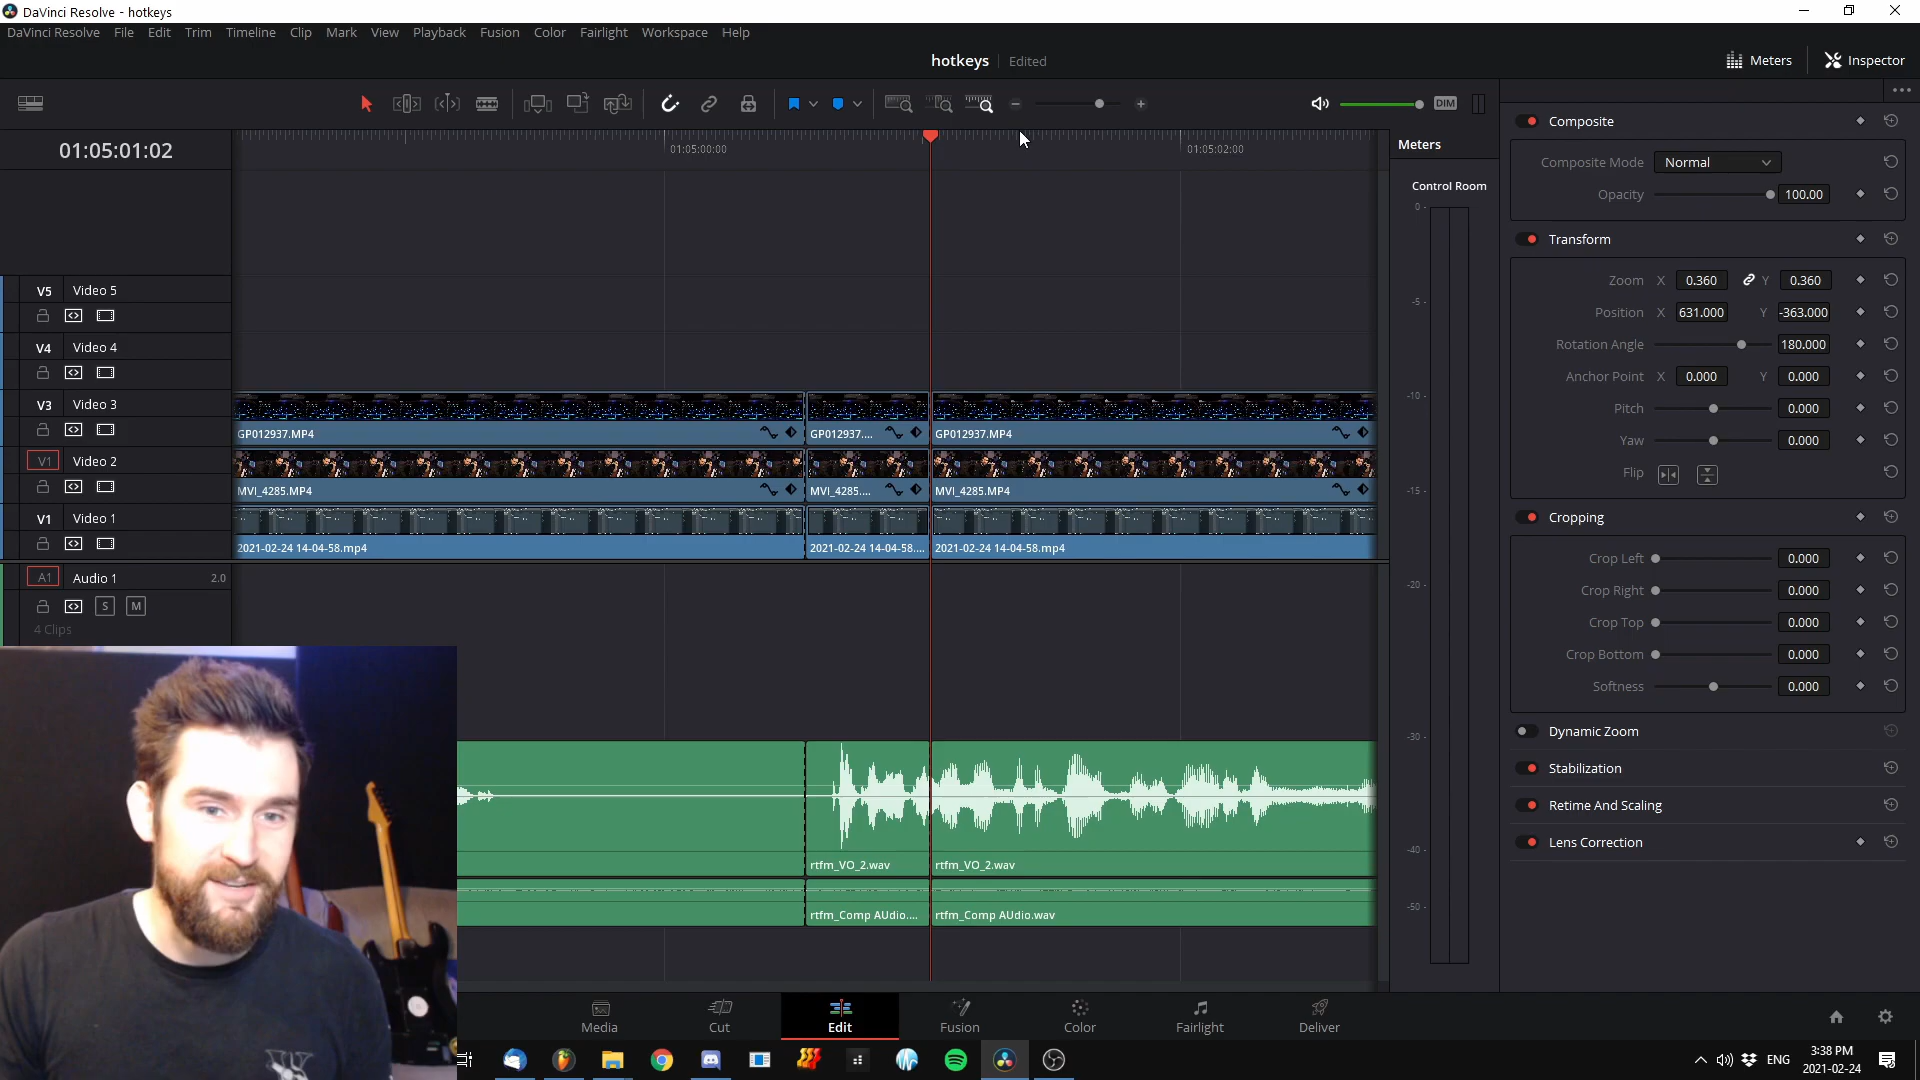 DaVinci Resolve - hotkeys
DaVinci Resolve File Edit Trim Timeline Clip Mark View Playback Fusion Color Fairlight Workspace Help
hotkeys Edited
Meters Inspector
DIM
01:05:01:02
01:05:00:00 01:05:02:00
Meters
Control Room
0
-5
-10
-15
-20
-30
-40
-50
V5 Video 5
V4 Video 4
V3 Video 3
V1 Video 2
V1 Video 1
A1 Audio 1 2.0
S M
4 Clips
GP012937.MP4 GP012937.... GP012937.MP4
MVI_4285.MP4 MVI_4285.... MVI_4285.MP4
2021-02-24 14-04-58.mp4 2021-02-24 14-04-58.... 2021-02-24 14-04-58.mp4
rtfm_VO_2.wav rtfm_VO_2.wav
rtfm_Comp AUdio.... rtfm_Comp AUdio.wav
Composite
Composite Mode Normal
Opacity 100.00
Transform
Zoom X 0.360 Y 0.360
Position X 631.000 Y -363.000
Rotation Angle 180.000
Anchor Point X 0.000 Y 0.000
Pitch 0.000
Yaw 0.000
Flip
Cropping
Crop Left 0.000
Crop Right 0.000
Crop Top 0.000
Crop Bottom 0.000
Softness 0.000
Dynamic Zoom
Stabilization
Retime And Scaling
Lens Correction
Media Cut Edit Fusion Color Fairlight Deliver
ENG
3:38 PM
2021-02-24